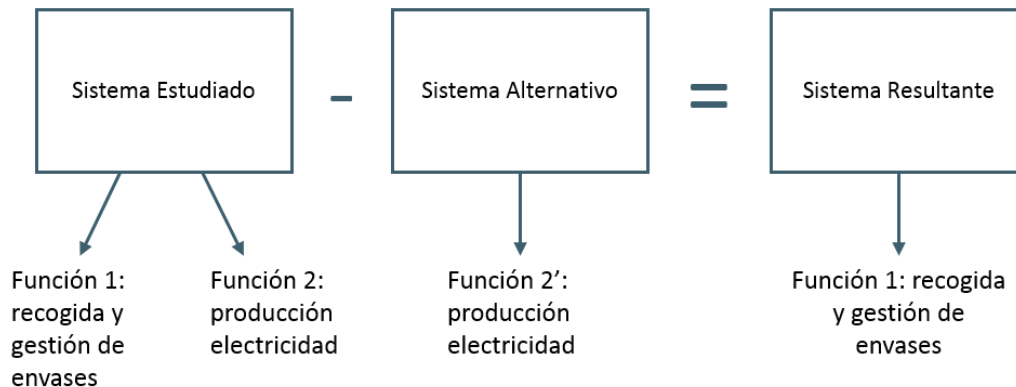 Sistema Estudiado
-
Sistema Alternativo
=
Sistema Resultante
Función 1:
recogida y
gestión de
envases
Función 2:
producción
electricidad
Función 2’:
producción
electricidad
Función 1: recogida
y gestión de
envases